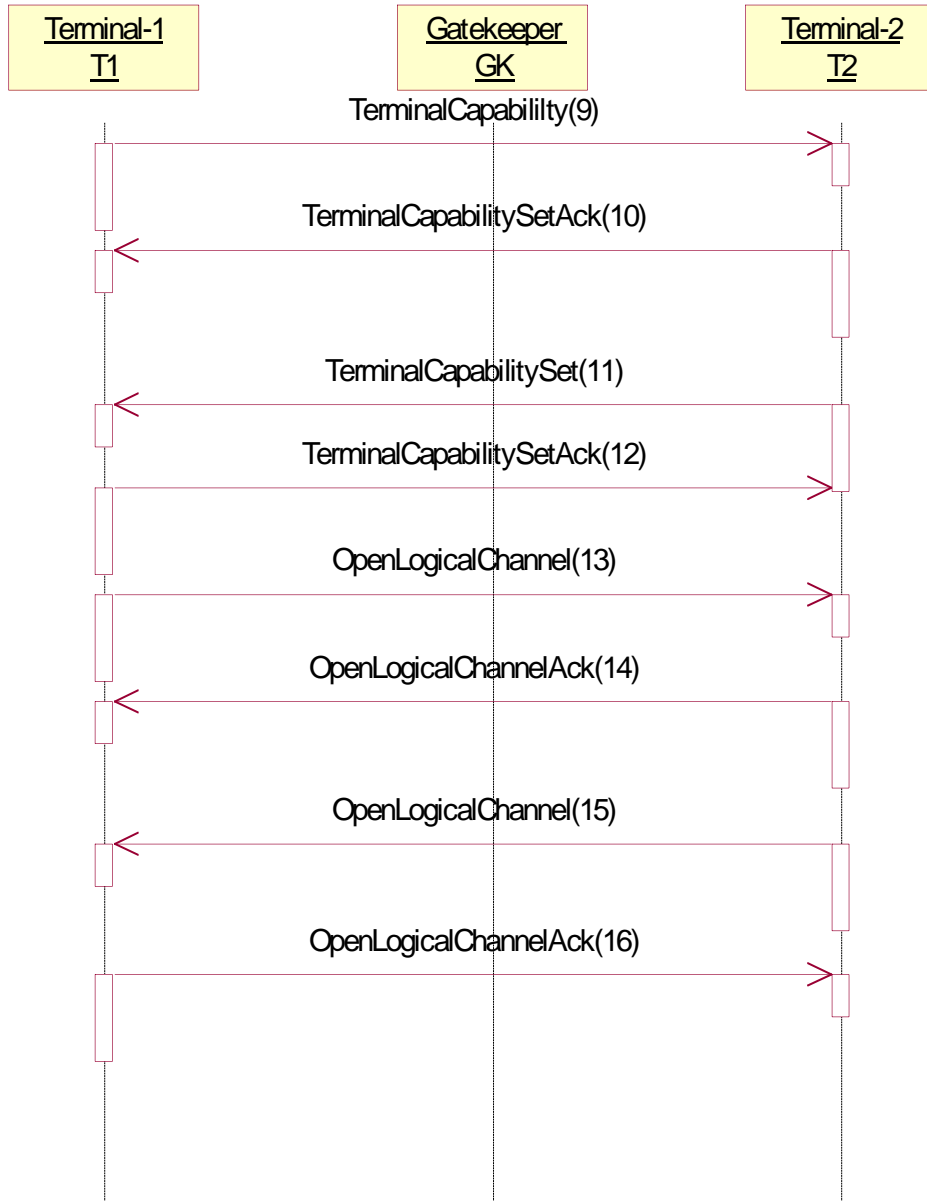 Terminal-1
T1
Gatekeeper
GK
Terminal-2
T2
TerminalCapabililty(9)
TerminalCapabilitySetAck(10)
TerminalCapabilitySet(11)
TerminalCapabilitySetAck(12)
OpenLogicalChannel(13)
OpenLogicalChannelAck(14)
OpenLogicalChannel(15)
OpenLogicalChannelAck(16)